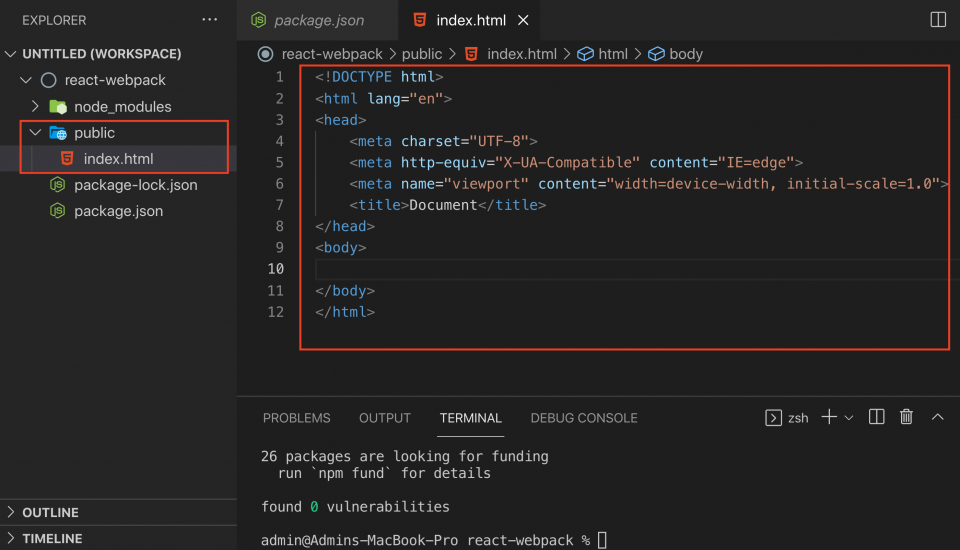 EXPLORER
UNTITLED (WORKSPACE)
react-webpack
node_modules
public
index.html
package-lock.json
package.json
OUTLINE
TIMELINE
package.json
index.html
react-webpack > public > index.html > html > body
1 <!DOCTYPE html>
2 <html lang="en">
3 <head>
4 <meta charset="UTF-8">
5 <meta http-equiv="X-UA-Compatible" content="IE=edge">
6 <meta name="viewport" content="width=device-width, initial-scale=1.0">
7 <title>Document</title>
8 </head>
9 <body>
10
11 </body>
12 </html>
PROBLEMS OUTPUT TERMINAL DEBUG CONSOLE zsh
26 packages are looking for funding
run `npm fund` for details
found 0 vulnerabilities
admin@Admins-MacBook-Pro react-webpack %